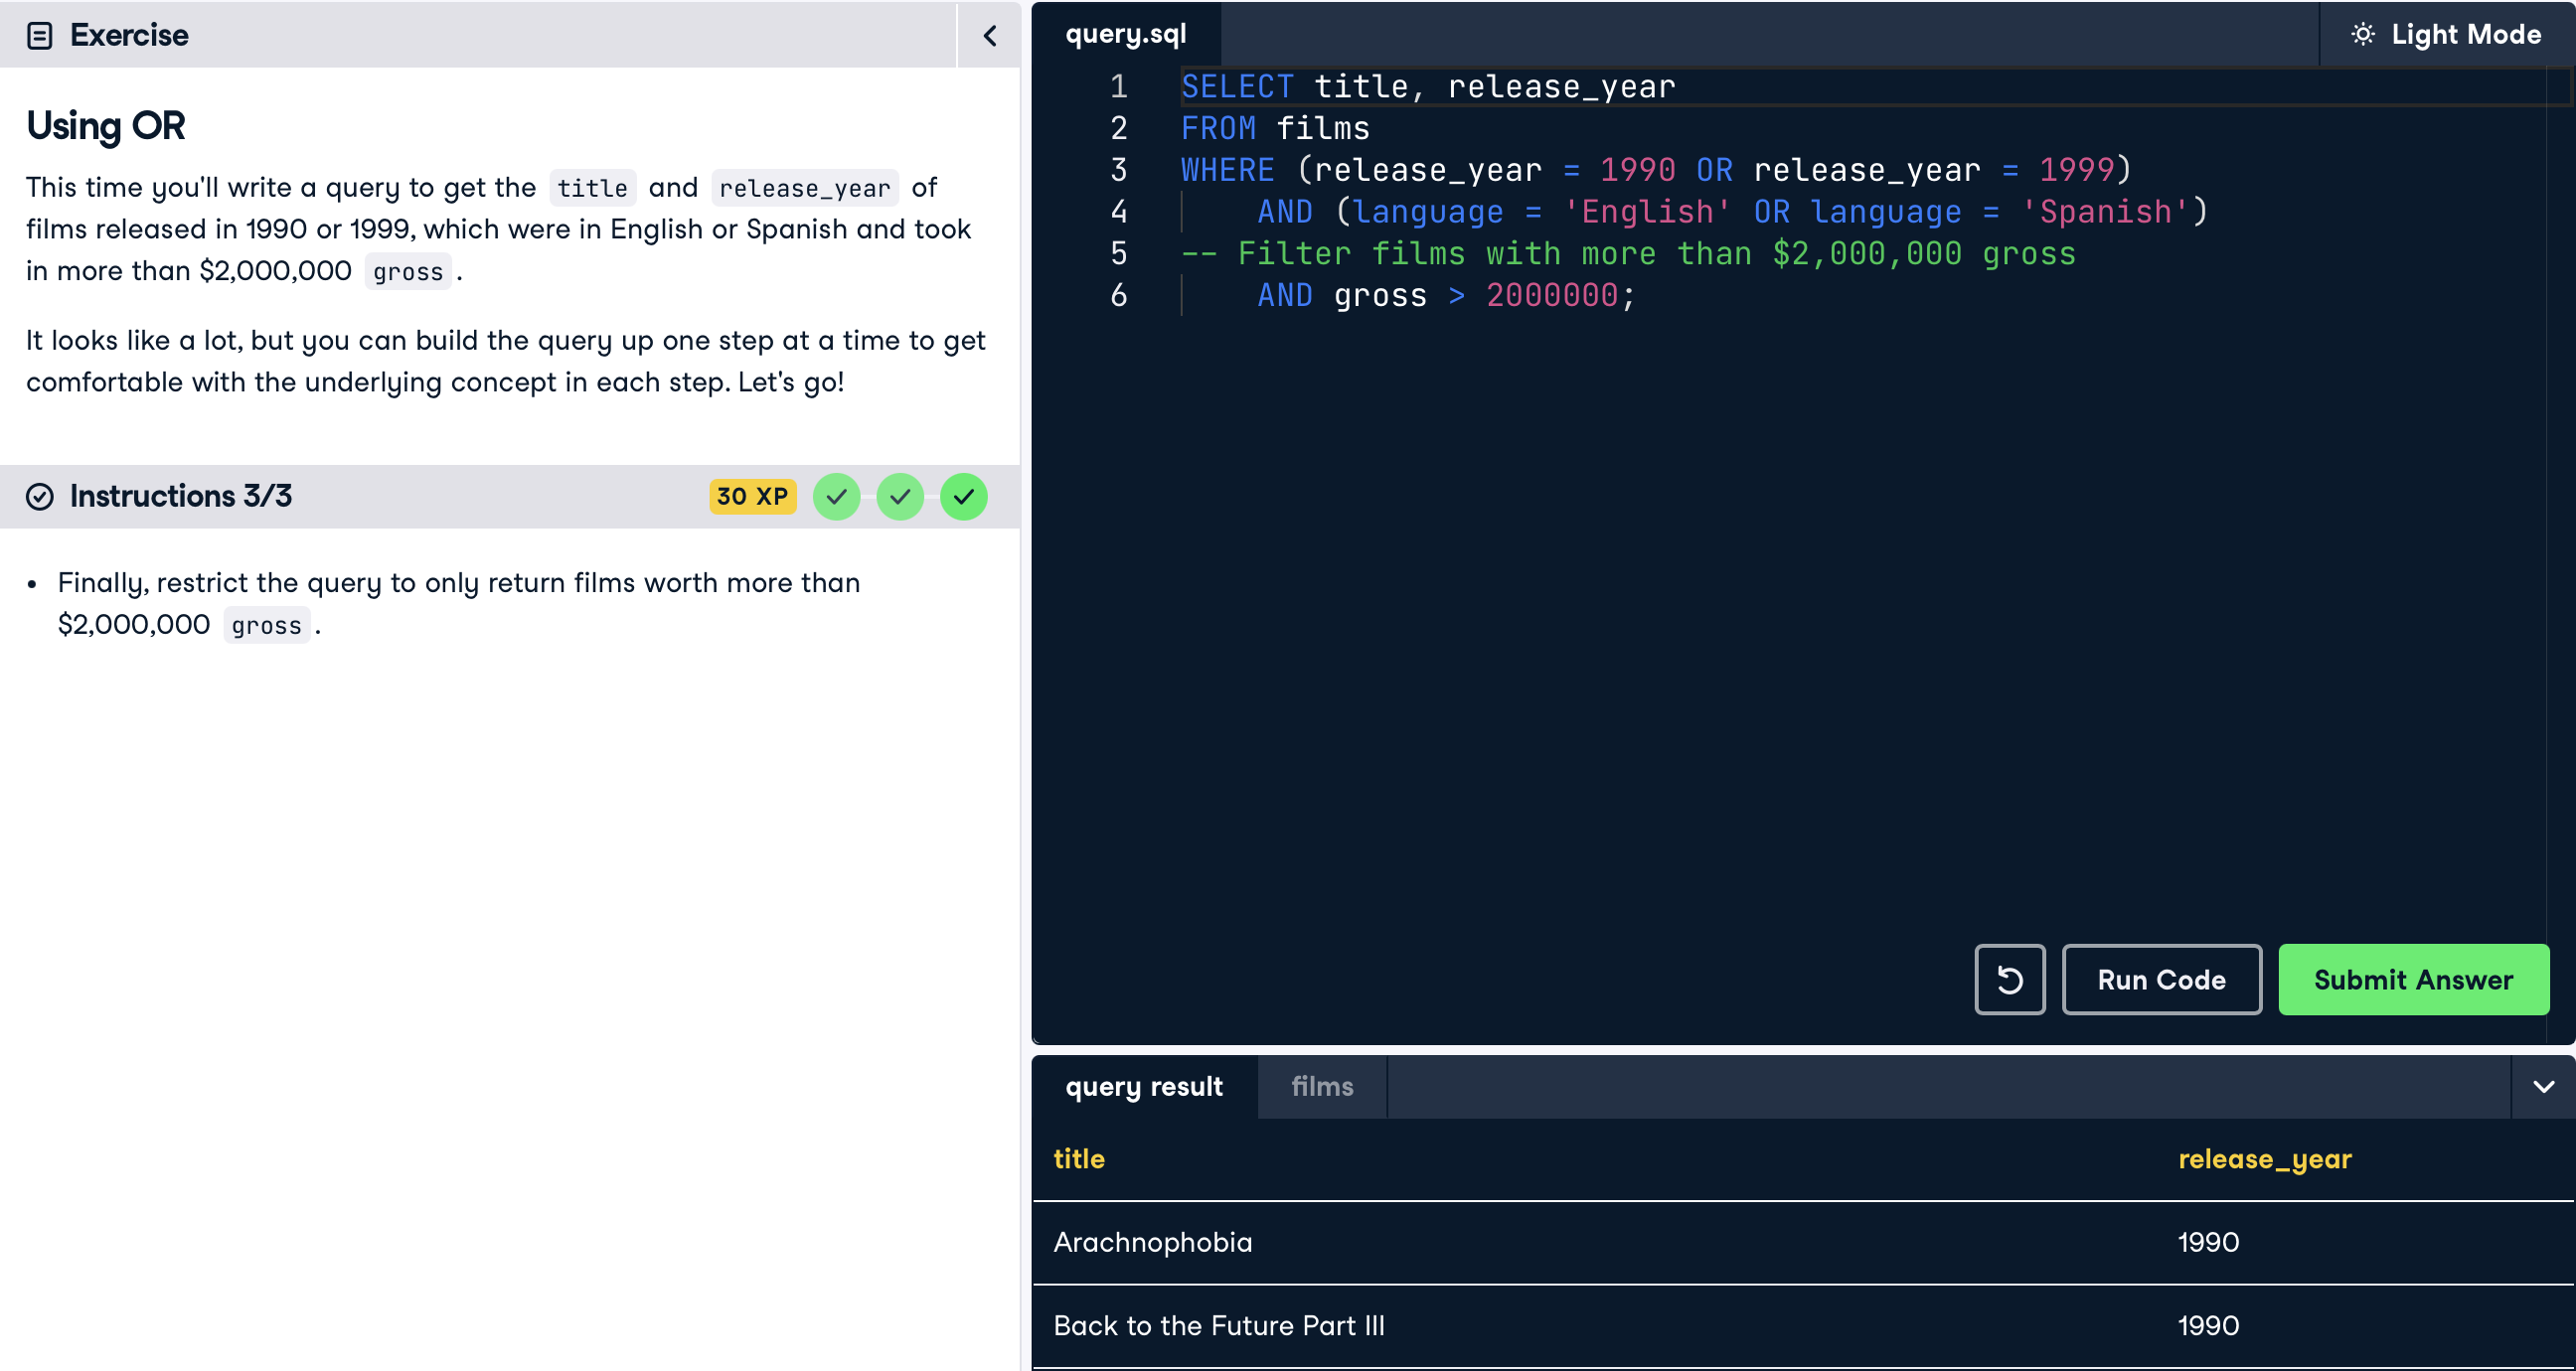 Exercise
Using OR
This time you'll write a query to get the title and release_year of
films released in 1990 or 1999, which were in English or Spanish and took
in more than $2,000,000 gross.
It looks like a lot, but you can build the query up one step at a time to get
comfortable with the underlying concept in each step. Let's go!
Instructions 3/3
30 XP
• Finally, restrict the query to only return films worth more than
$2,000,000 gross.
query.sql
Light Mode
1 SELECT title, release_year
2 FROM films
3 WHERE (release_year = 1990 OR release_year = 1999)
4     AND (language = 'English' OR language = 'Spanish')
5 -- Filter films with more than $2,000,000 gross
6     AND gross > 2000000;
Run Code
Submit Answer
query result
films
title release_year
Arachnophobia 1990
Back to the Future Part III 1990